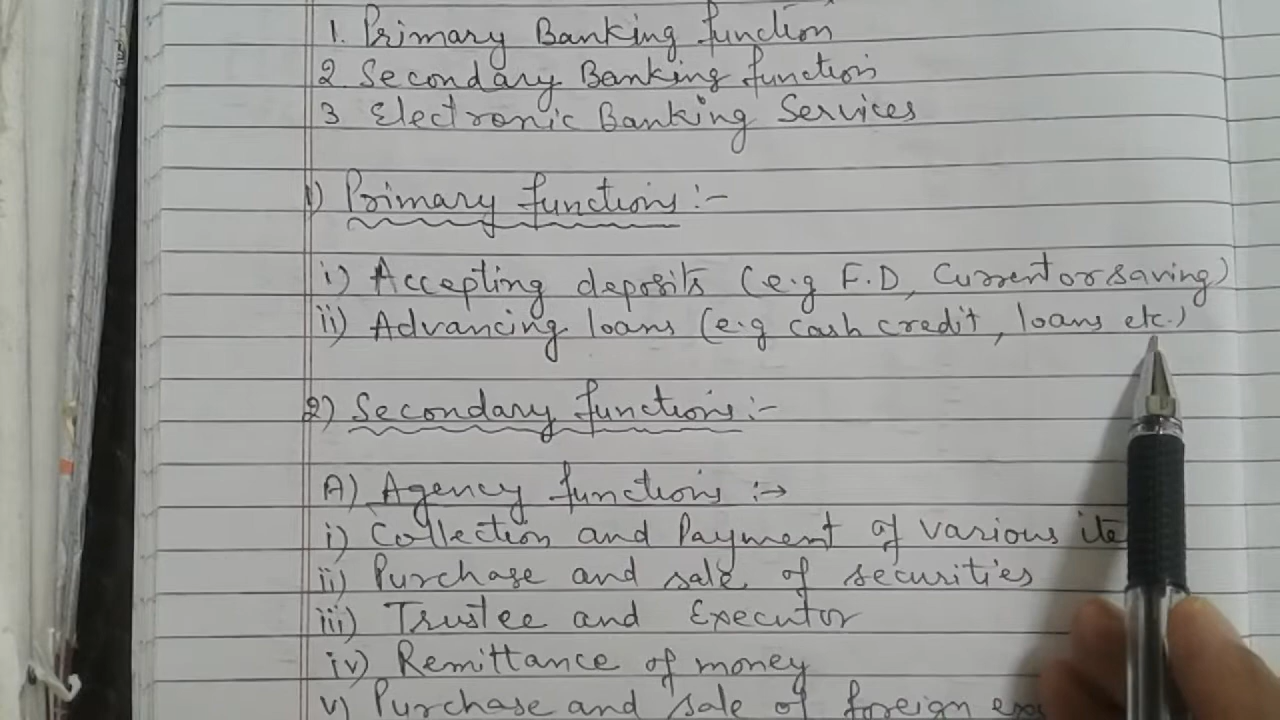 1. Primary Banking function
2 Secondary Banking function
3 Electronic Banking Services
1) Primary functions :-
i) Accepting deposits (e.g F.D, Current or saving)
ii) Advancing loans (e.g cash credit, loans etc.)
2) Secondary functions :-
A) Agency functions :→
i) Collection and Payment of various ite
ii) Purchase and sale of securities
iii) Trustee and Executor
iv) Remittance of money
v) Purchase and sale of foreign